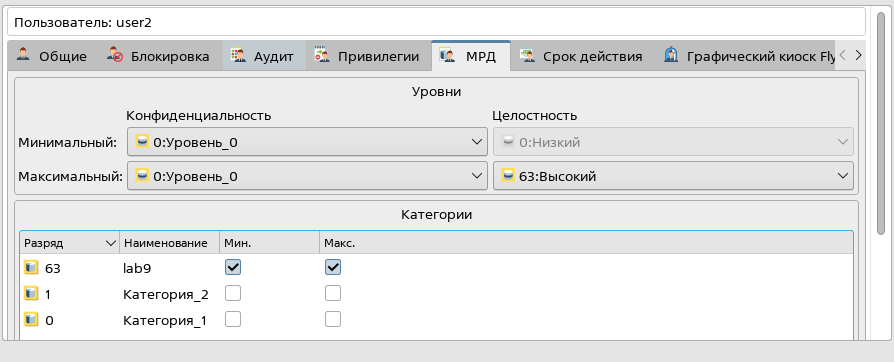 Пользователь: user2
Общие Блокировка Аудит Привилегии МРД Срок действия Графический киоск Fly
Уровни
Конфиденциальность Целостность
Минимальный: 0:Уровень_0 0:Низкий
Максимальный: 0:Уровень_0 63:Высокий
Категории
Разряд Наименование Мин. Макс.
63 lab9
1 Категория_2
0 Категория_1